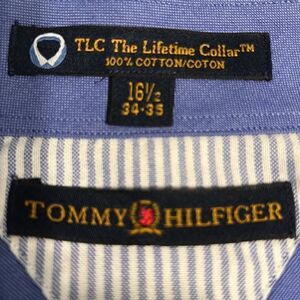 TLC The Lifetime Collar™
100% COTTON/COTON
16½
34-35
TOMMY HILFIGER